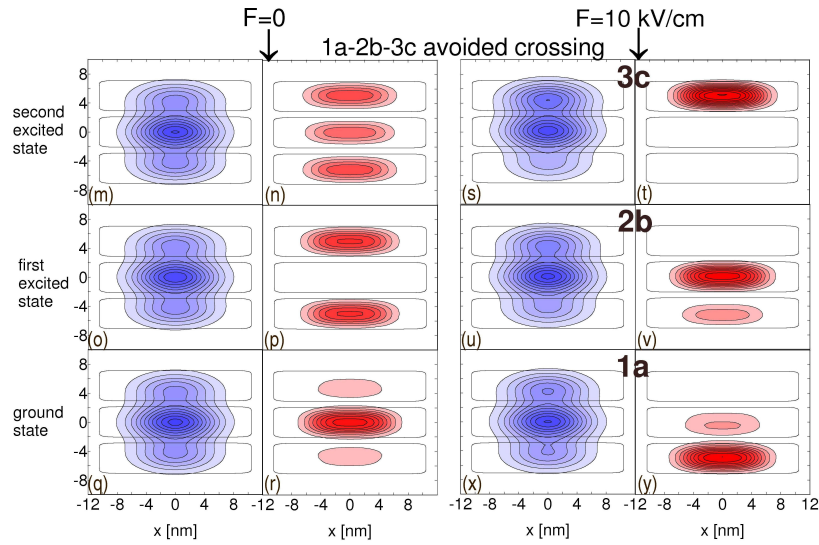 F=0
F=10 kV/cm
1a-2b-3c avoided crossing
8
4
0
-4
-8
second
excited
state
(m)
(n)
3c
(s)
(t)
8
4
0
-4
-8
first
excited
state
(o)
(p)
2b
(u)
(v)
8
4
0
-4
-8
ground
state
(q)
(r)
1a
(x)
(y)
-12 -8 -4 0 4 8 -12 -8 -4 0 4 8 -12 -8 -4 0 4 8 -12 -8 -4 0 4 8 12
x [nm] x [nm] x [nm] x [nm]